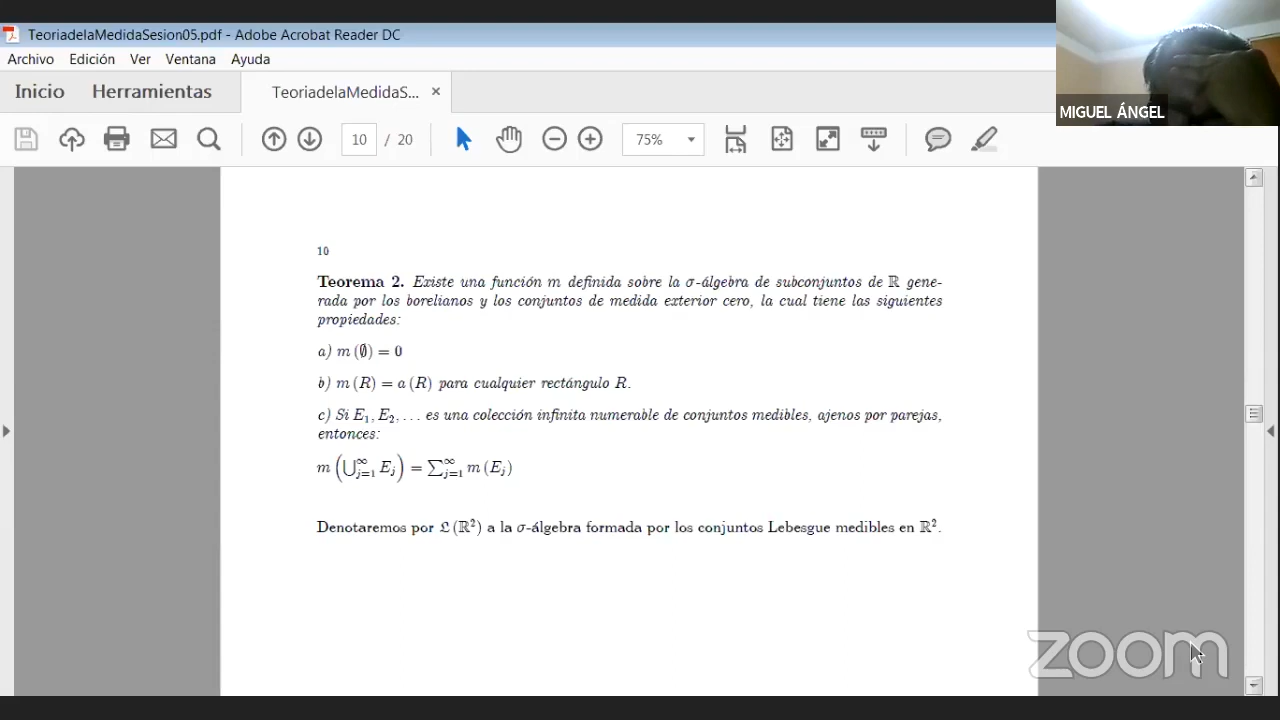 TeoriadelaMedidaSesion05.pdf - Adobe Acrobat Reader DC
Archivo Edición Ver Ventana Ayuda
Inicio Herramientas TeoriadelaMedidaS... ×
10 / 20 75%
MIGUEL ÁNGEL
10
Teorema 2. Existe una función m definida sobre la σ-álgebra de subconjuntos de ℝ gene-
rada por los borelianos y los conjuntos de medida exterior cero, la cual tiene las siguientes
propiedades:
a) m (∅) = 0
b) m (R) = a (R) para cualquier rectángulo R.
c) Si E₁, E₂, . . . es una colección infinita numerable de conjuntos medibles, ajenos por parejas,
entonces:
m (⋃_{j=1}^{∞} E_j) = ∑_{j=1}^{∞} m (E_j)
Denotaremos por 𝔏 (ℝ²) a la σ-álgebra formada por los conjuntos Lebesgue medibles en ℝ².
zoom